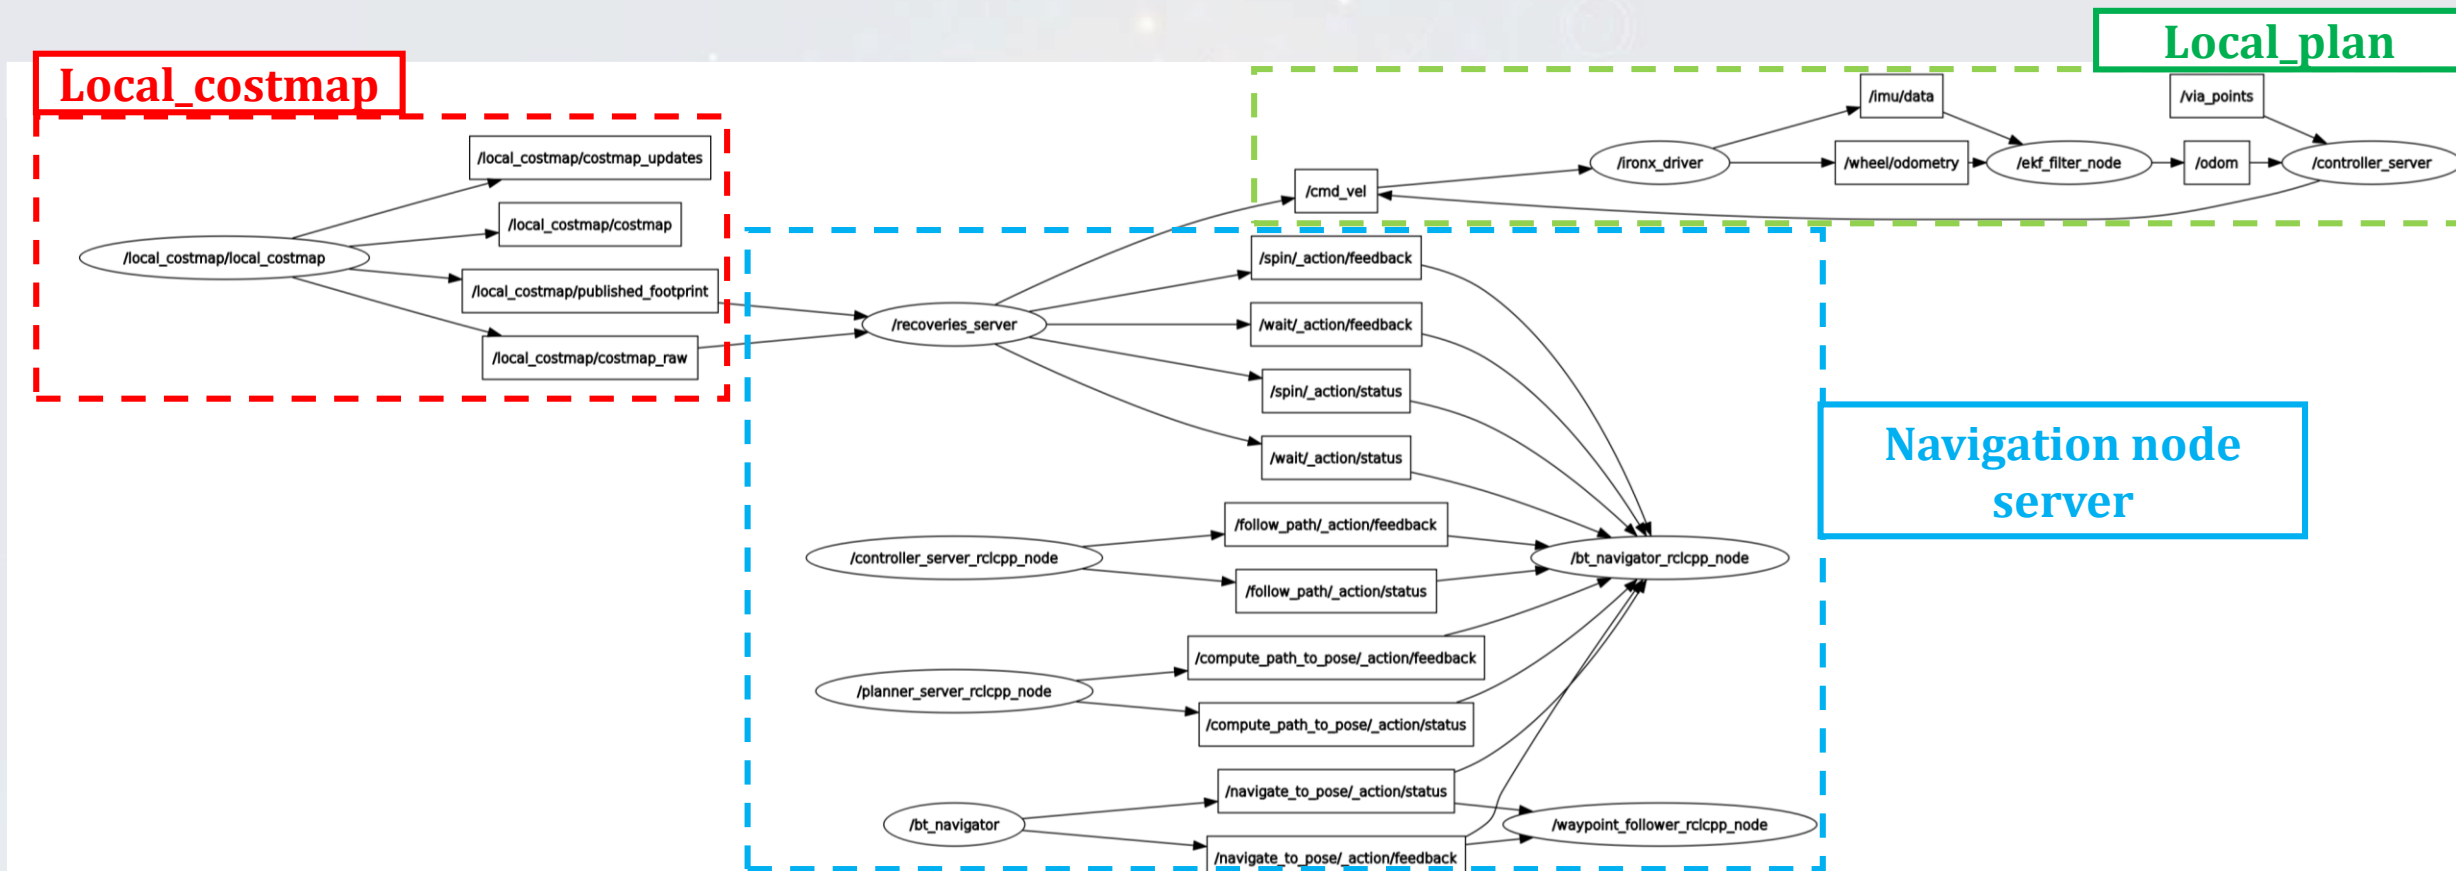 Local_plan
Local_costmap
/imu/data
/via_points
/local_costmap/costmap_updates
/ironx_driver
/wheel/odometry
/ekf_filter_node
/odom
/controller_server
/cmd_vel
/local_costmap/costmap
/local_costmap/local_costmap
/spin/_action/feedback
/local_costmap/published_footprint
/recoveries_server
/wait/_action/feedback
/local_costmap/costmap_raw
/spin/_action/status
Navigation node
server
/wait/_action/status
/follow_path/_action/feedback
/controller_server_rclcpp_node
/bt_navigator_rclcpp_node
/follow_path/_action/status
/compute_path_to_pose/_action/feedback
/planner_server_rclcpp_node
/compute_path_to_pose/_action/status
/navigate_to_pose/_action/status
/bt_navigator
/waypoint_follower_rclcpp_node
/navigate_to_pose/_action/feedback